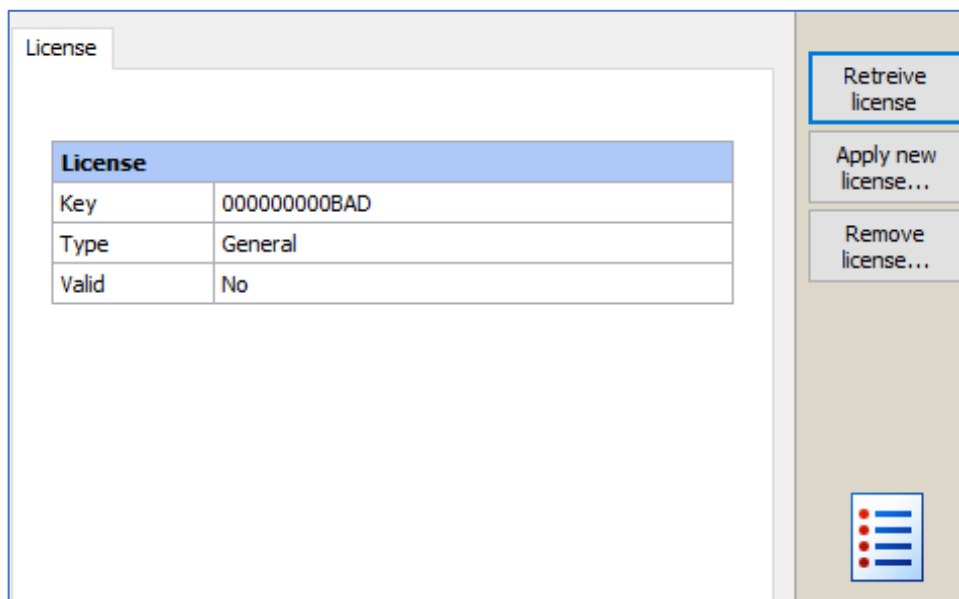 License
License
Key 000000000BAD
Type General
Valid No
Retreive
license
Apply new
license...
Remove
license...